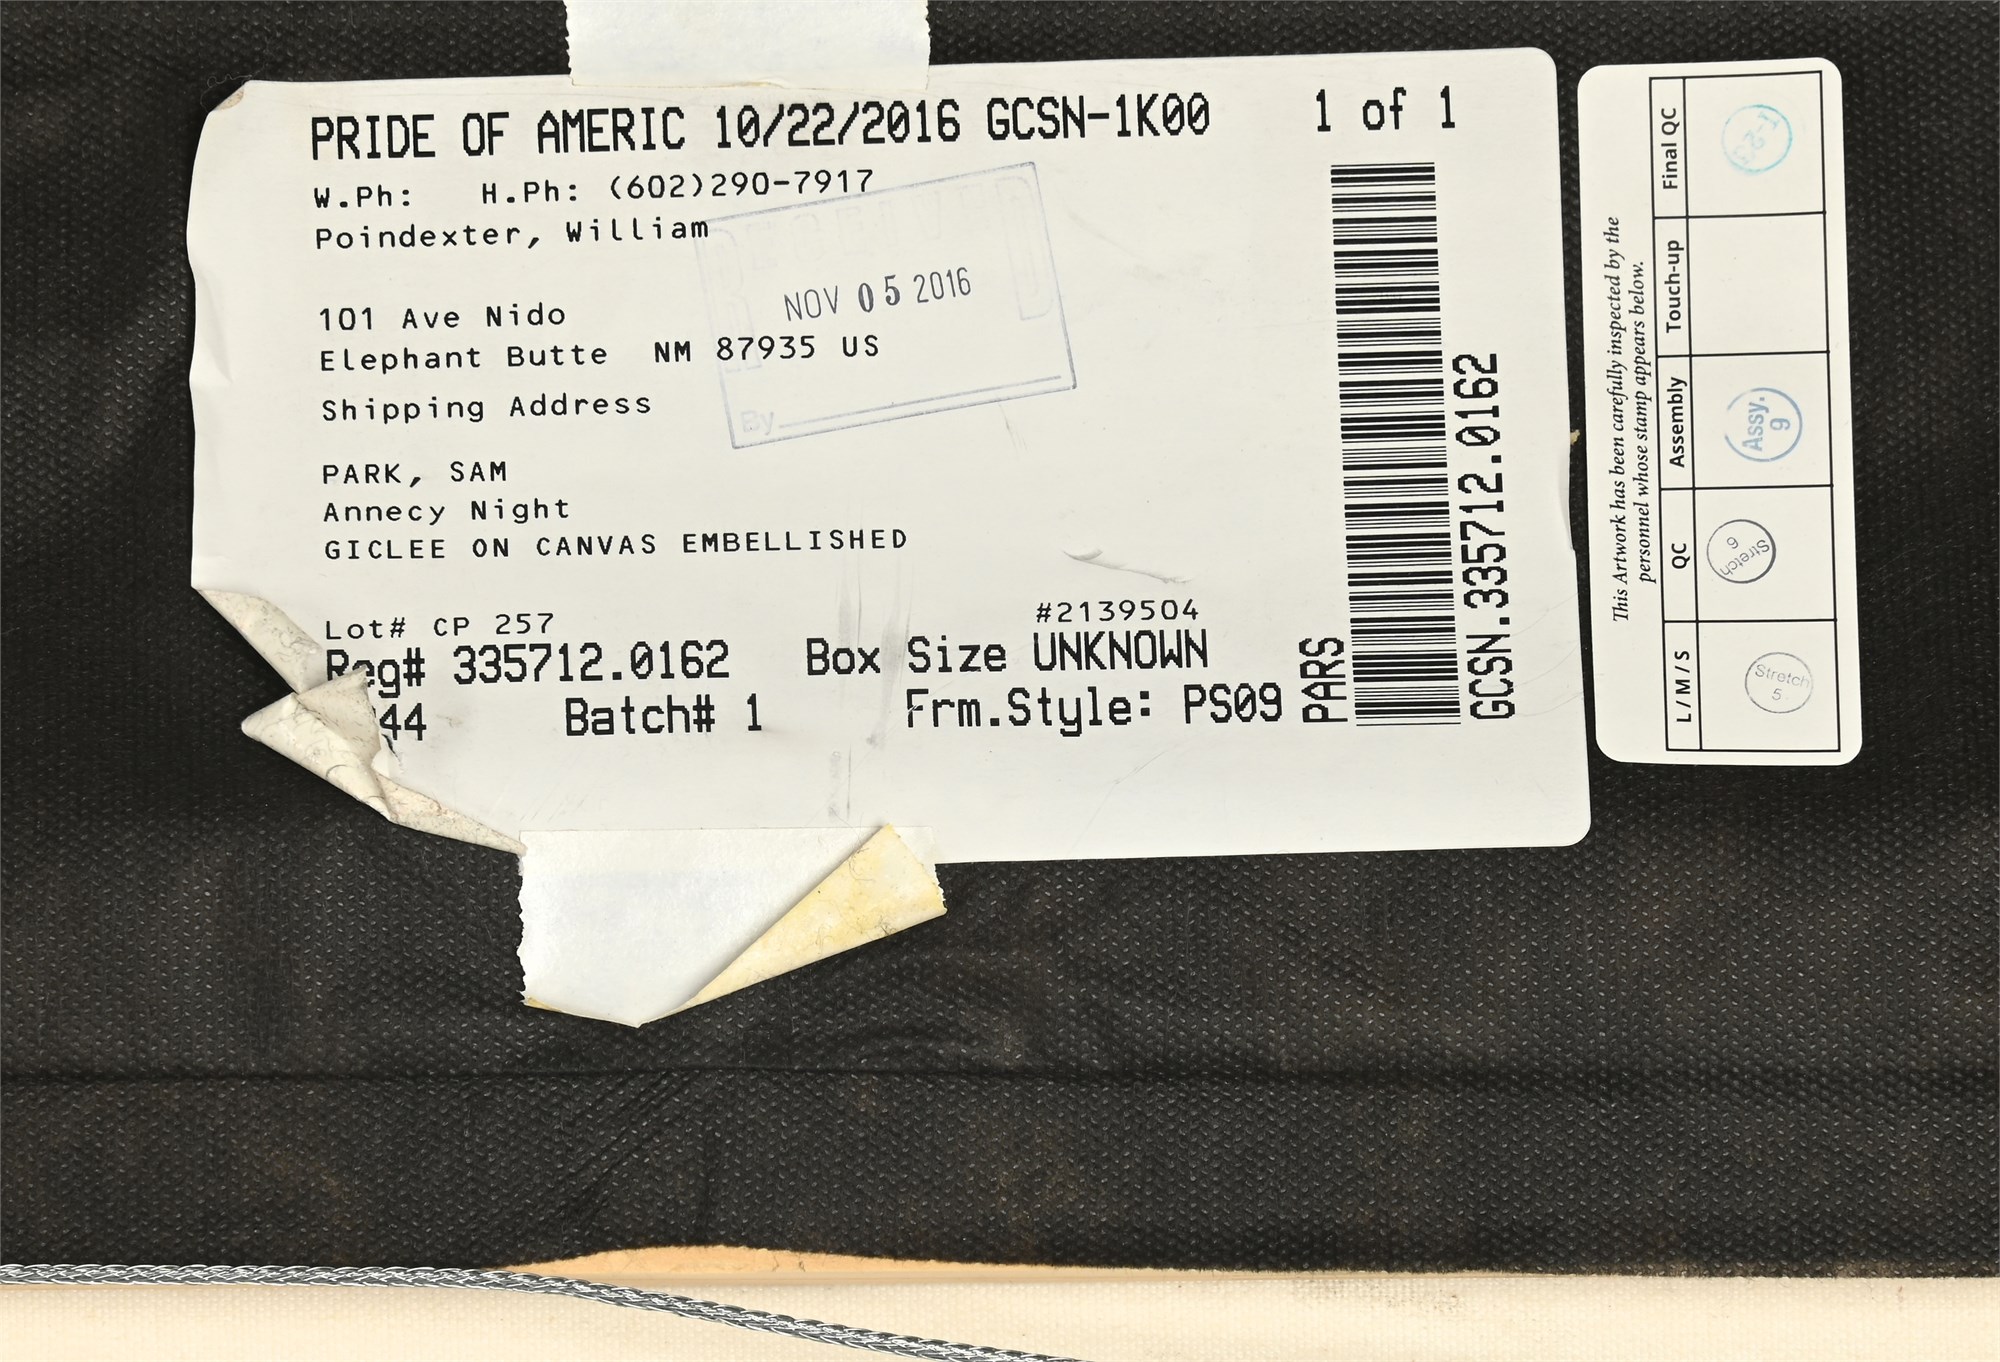 PRIDE OF AMERIC 10/22/2016 GCSN-1K00 1 of 1
W.Ph: H.Ph: (602)290-7917
Poindexter, William
RECEIVED
NOV 05 2016
By
101 Ave Nido
Elephant Butte NM 87935 US
Shipping Address
PARK, SAM
Annecy Night
GICLEE ON CANVAS EMBELLISHED
Lot# CP 257
#2139504
Reg# 335712.0162 Box Size UNKNOWN
44 Batch# 1 Frm.Style: PS09
PARS
GCSN.335712.0162
This Artwork has been carefully inspected by the
personnel whose stamp appears below.
L/M/S QC Assembly Touch-up Final QC
Stretch
5
Stretch
6
Assy.
9